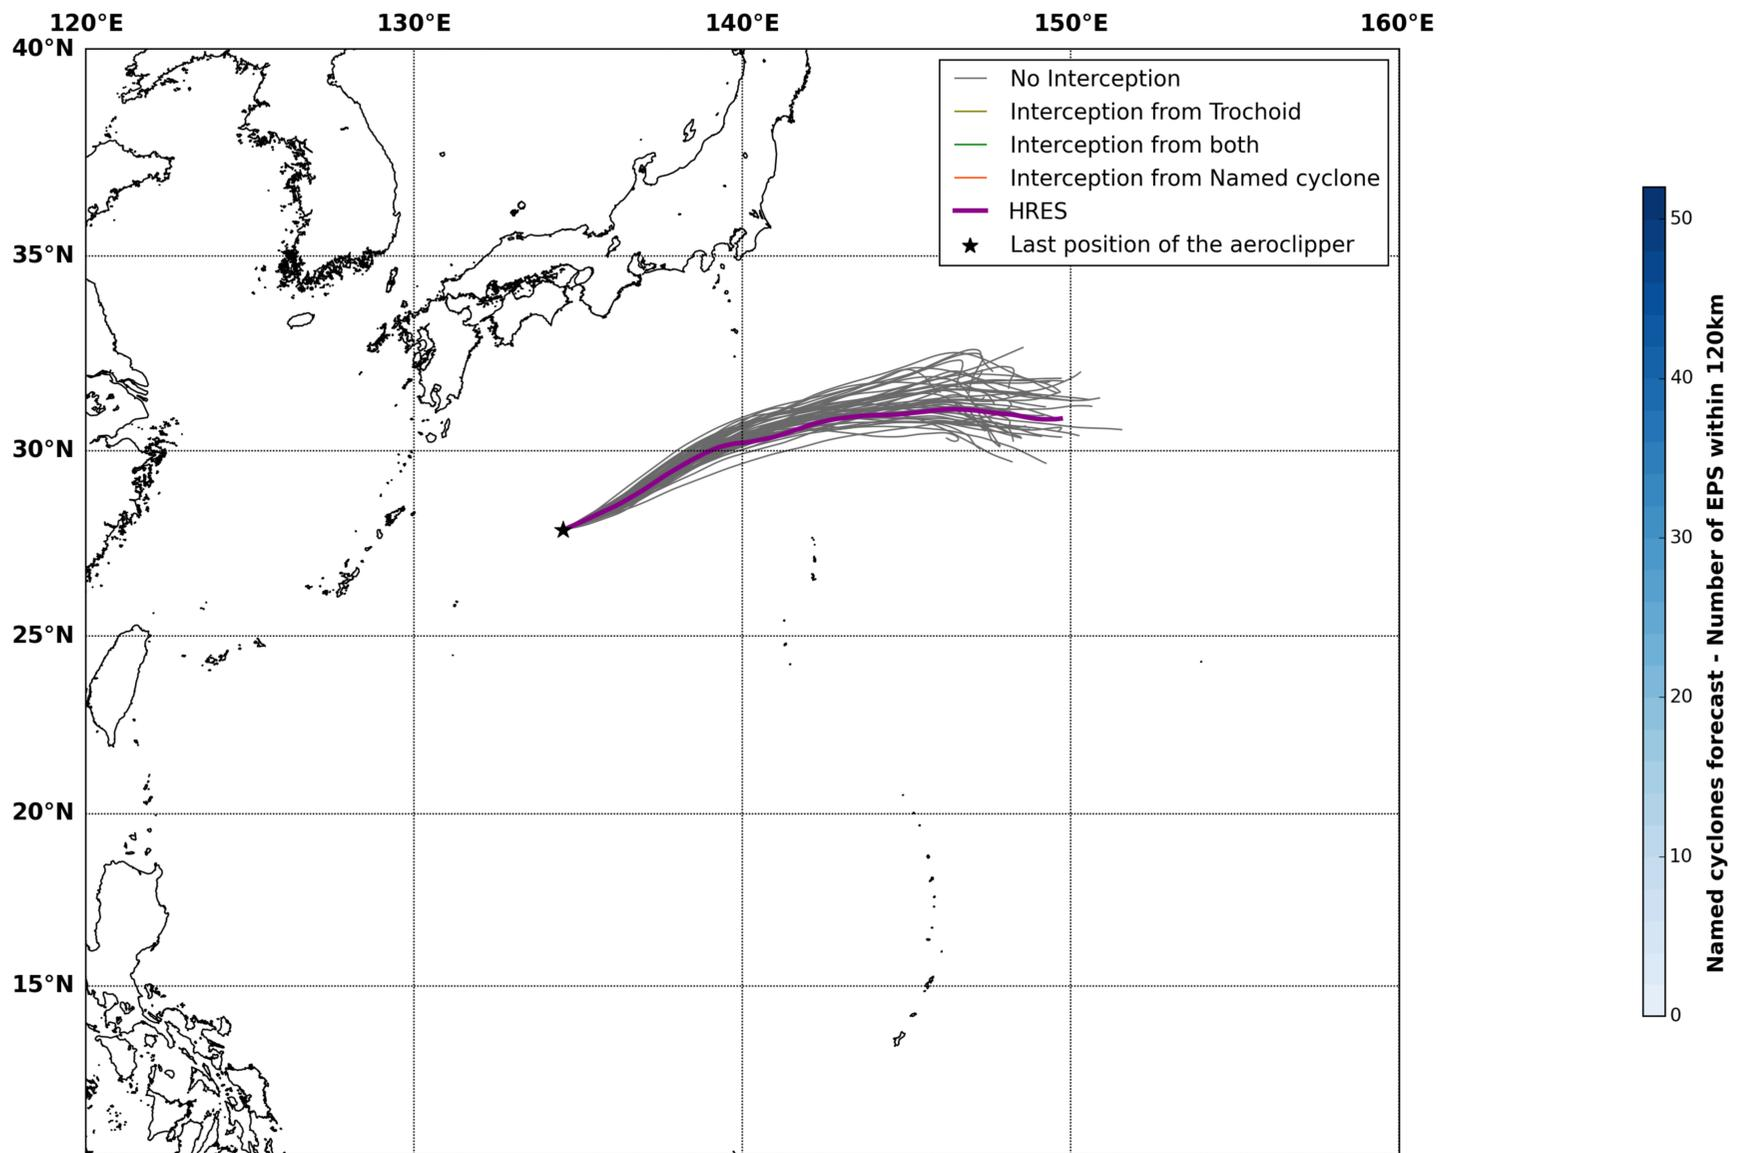 120°E 130°E 140°E 150°E 160°E
40°N
35°N
30°N
25°N
20°N
15°N
No Interception
Interception from Trochoid
Interception from both
Interception from Named cyclone
HRES
Last position of the aeroclipper
50
40
30
20
10
0
Named cyclones forecast - Number of EPS within 120km